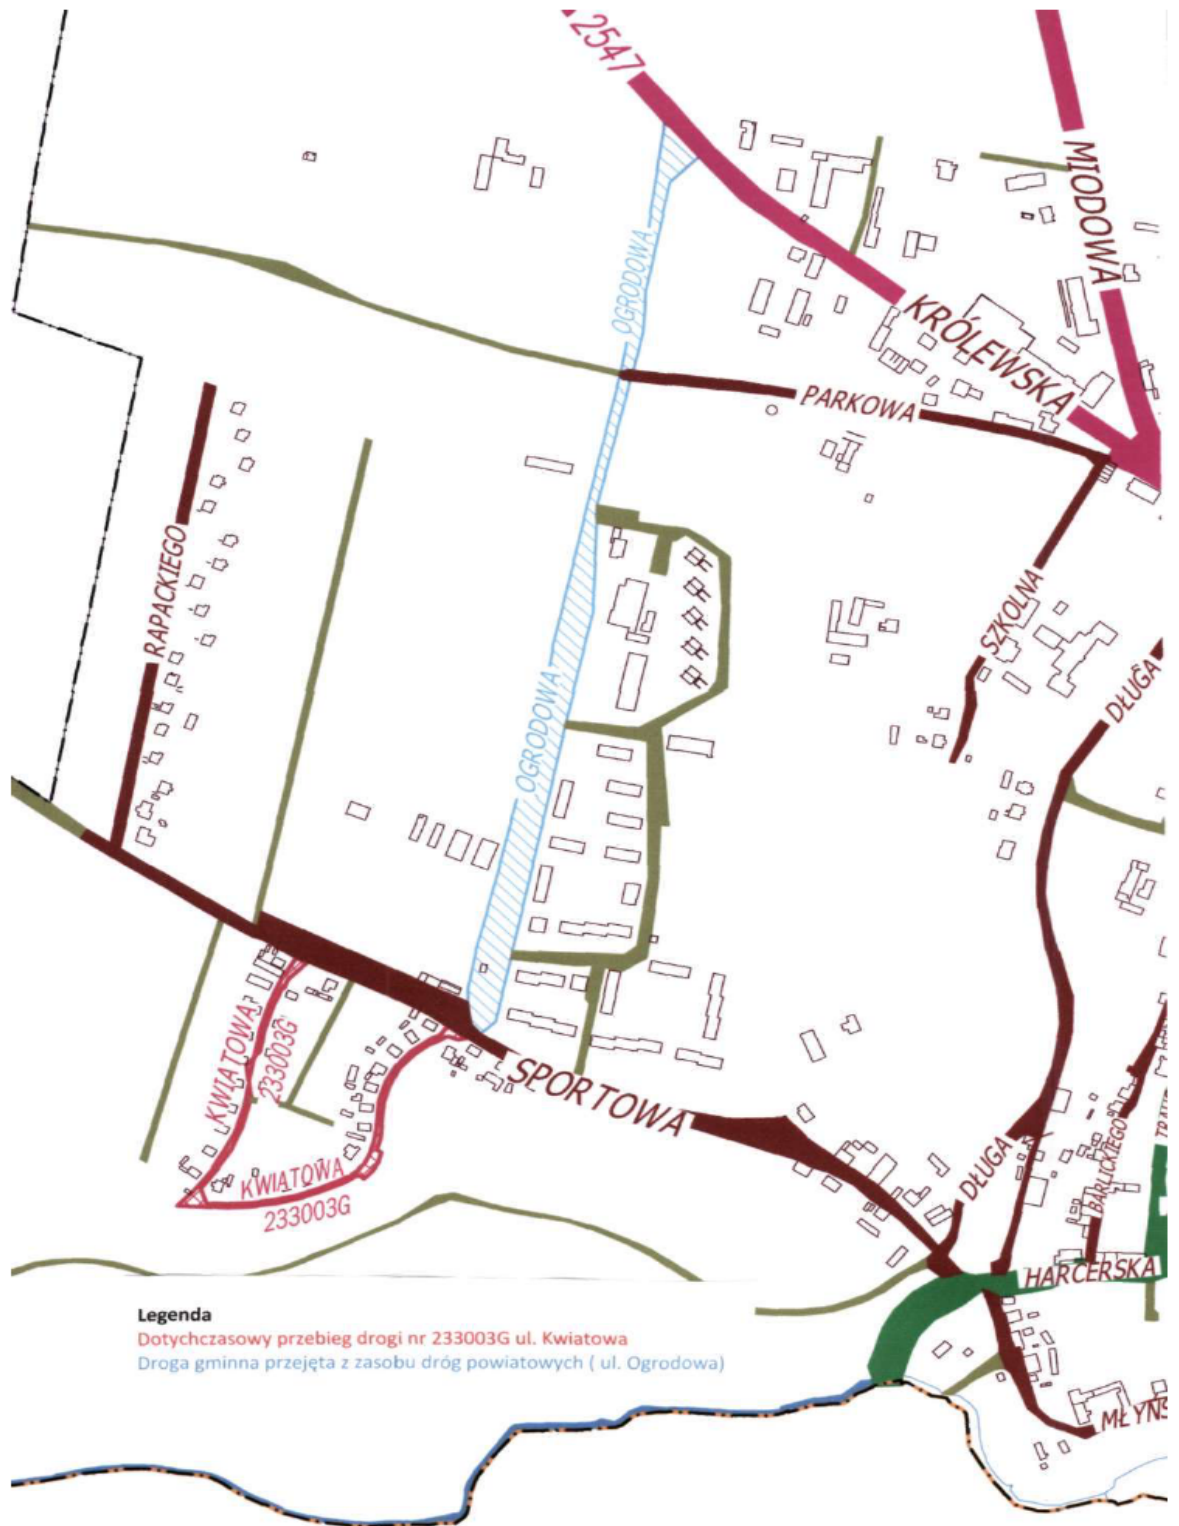 2547
MIODOWA
OGRODOWA
KRÓLEWSKA
PARKOWA
RAPACKIEGO
SZKOLNA
DŁUGA
OGRODOWA
KWIATOWA
233003G
SPORTOWA
BARLICKIEGO
DŁUGA
KWIATOWA
233003G
HARCERSKA
Legenda
Dotychczasowy przebieg drogi nr 233003G ul. Kwiatowa
Droga gminna przejęta z zasobu dróg powiatowych ( ul. Ogrodowa)
MŁYŃS